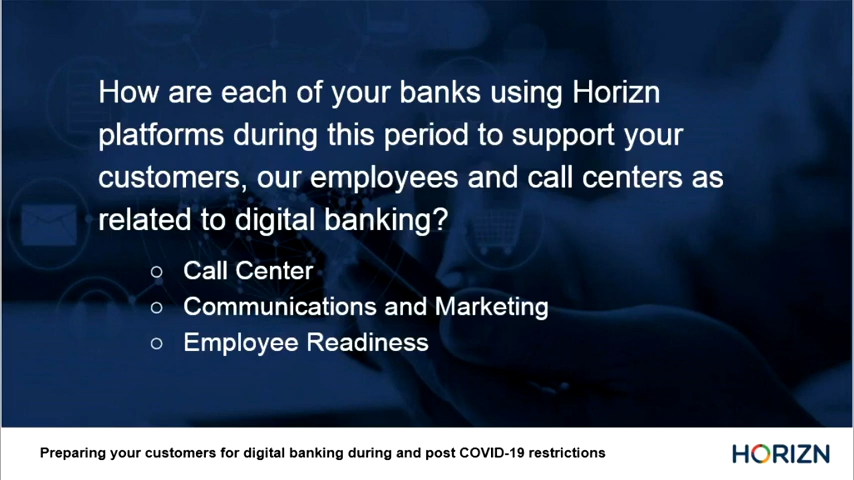 How are each of your banks using Horizn
platforms during this period to support your
customers, our employees and call centers as
related to digital banking?
○ Call Center
○ Communications and Marketing
○ Employee Readiness
Preparing your customers for digital banking during and post COVID-19 restrictions
HORIZN